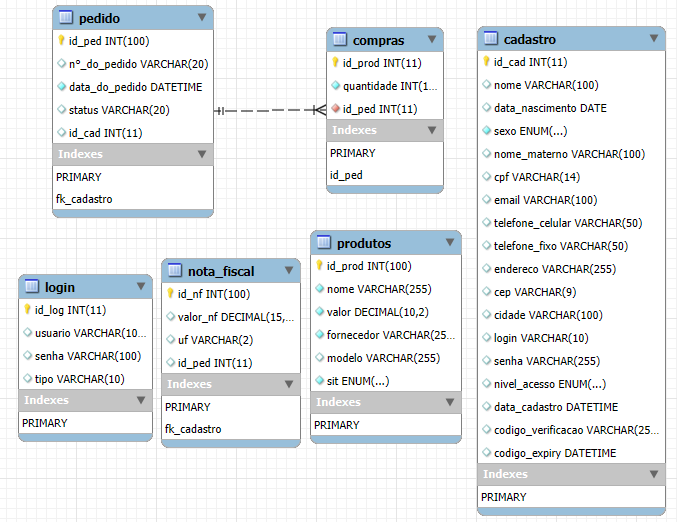 pedido
id_ped INT(100)
nº_do_pedido VARCHAR(20)
data_do_pedido DATETIME
status VARCHAR(20)
id_cad INT(11)
Indexes
PRIMARY
fk_cadastro
compras
id_prod INT(11)
quantidade INT(1...
id_ped INT(11)
Indexes
PRIMARY
id_ped
cadastro
id_cad INT(11)
nome VARCHAR(100)
data_nascimento DATE
sexo ENUM(...)
nome_materno VARCHAR(100)
cpf VARCHAR(14)
email VARCHAR(100)
telefone_celular VARCHAR(50)
telefone_fixo VARCHAR(50)
endereco VARCHAR(255)
cep VARCHAR(9)
cidade VARCHAR(100)
login VARCHAR(10)
senha VARCHAR(255)
nivel_acesso ENUM(...)
data_cadastro DATETIME
codigo_verificacao VARCHAR(25...
codigo_expiry DATETIME
Indexes
PRIMARY
login
id_log INT(11)
usuario VARCHAR(10...
senha VARCHAR(100)
tipo VARCHAR(10)
Indexes
PRIMARY
nota_fiscal
id_nf INT(100)
valor_nf DECIMAL(15,...
uf VARCHAR(2)
id_ped INT(11)
Indexes
PRIMARY
fk_cadastro
produtos
id_prod INT(100)
nome VARCHAR(255)
valor DECIMAL(10,2)
fornecedor VARCHAR(25...
modelo VARCHAR(255)
sit ENUM(...)
Indexes
PRIMARY